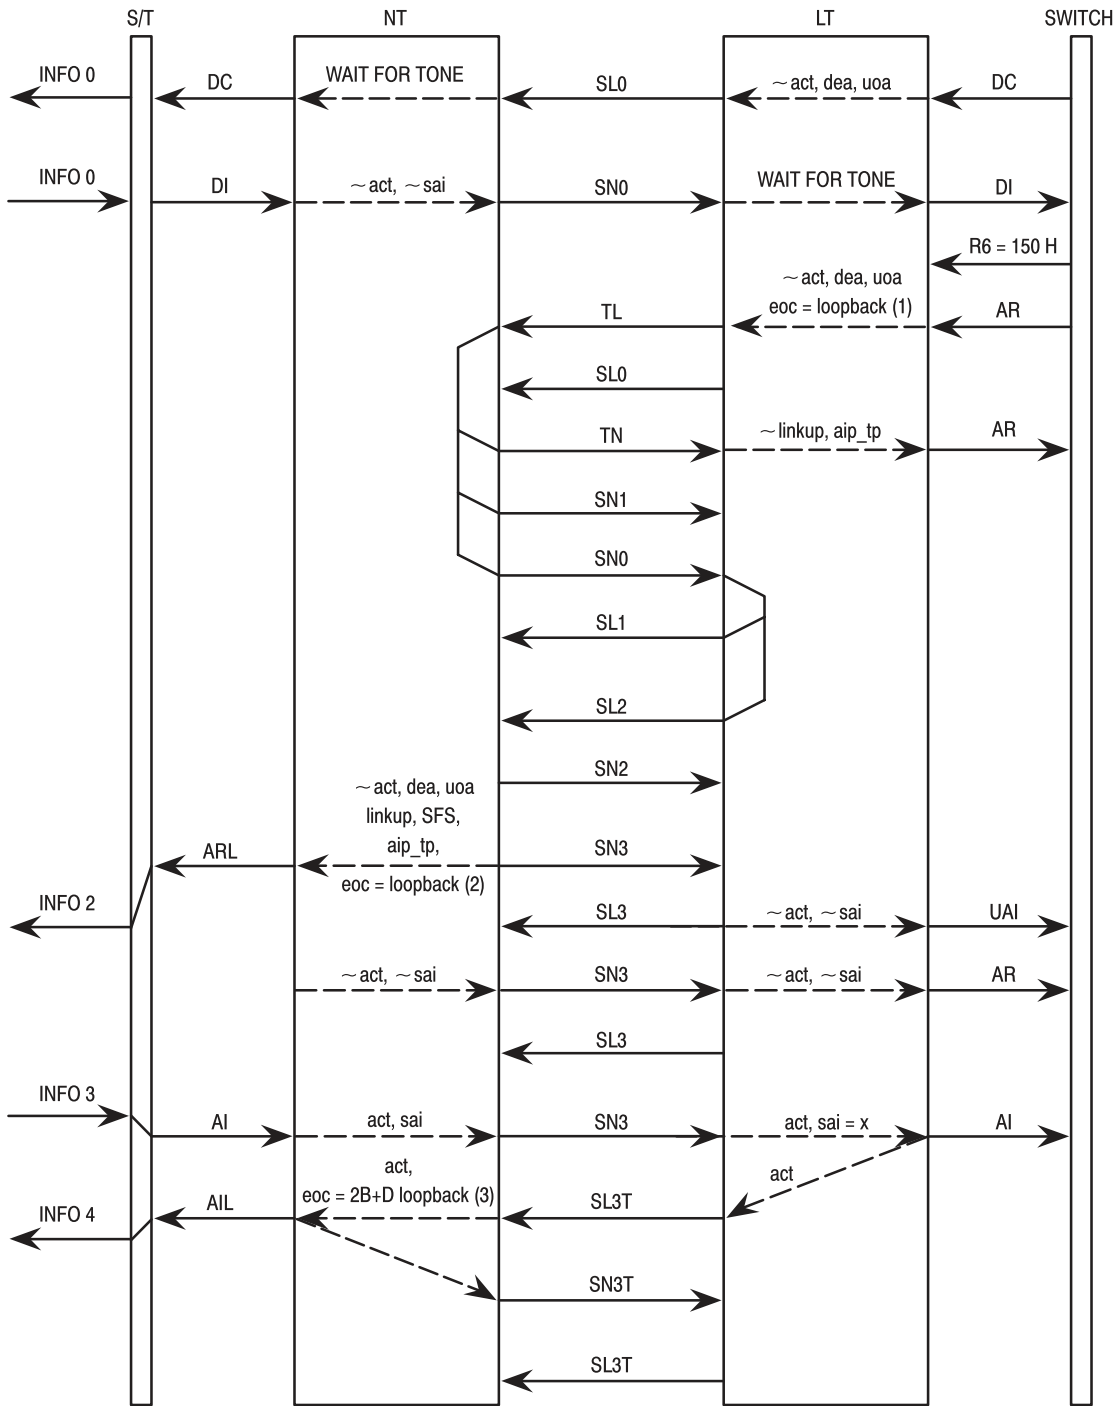 S/T NT LT SWITCH
INFO 0 DC WAIT FOR TONE SL0 ~act, dea, uoa DC
INFO 0 DI ~act, ~sai SN0 WAIT FOR TONE DI
R6 = 150 H
~act, dea, uoa
TL eoc = loopback (1) AR
SL0
TN ~linkup, aip_tp AR
SN1
SN0
SL1
SL2
SN2
~act, dea, uoa
linkup, SFS,
ARL aip_tp, SN3
eoc = loopback (2)
INFO 2 SL3 ~act, ~sai UAI
~act, ~sai SN3 ~act, ~sai AR
SL3
INFO 3
AI act, sai SN3 act, sai = x AI
act,
act
eoc = 2B+D loopback (3)
INFO 4 AIL SL3T
SN3T
SL3T